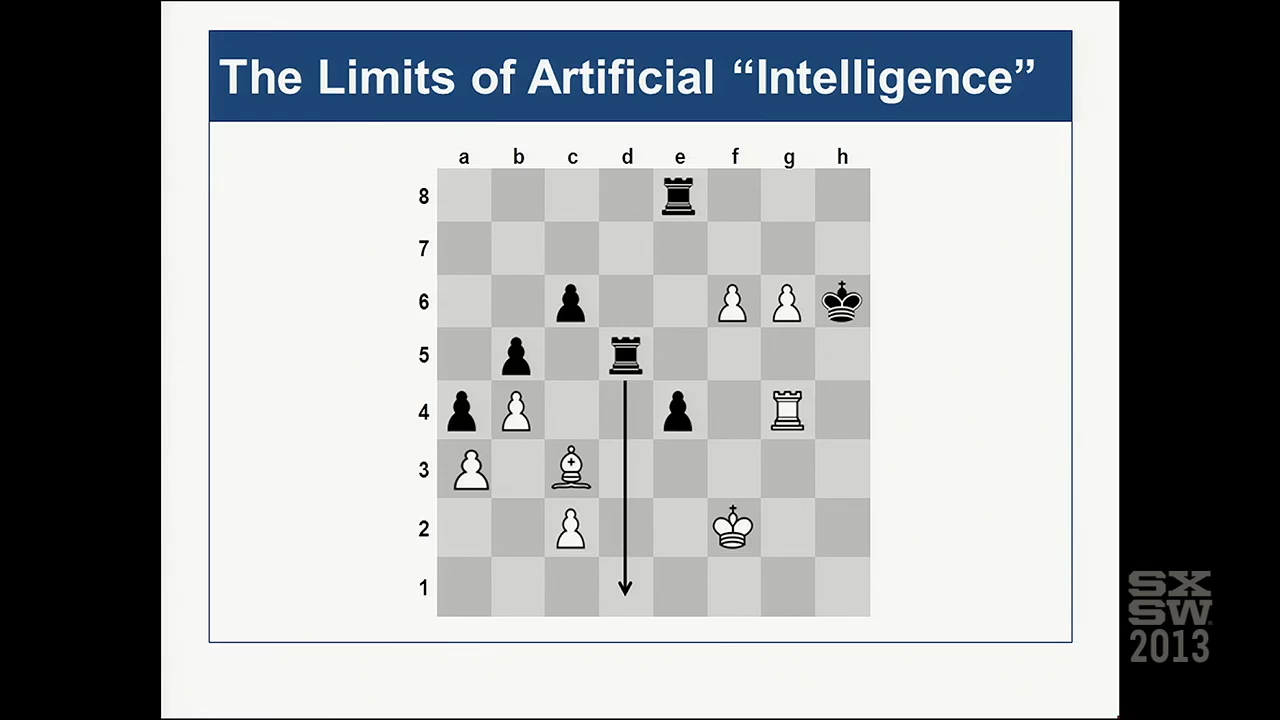 The Limits of Artificial “Intelligence”
a b c d e f g h
8
7
6
5
4
3
2
1
SX
SW.
2013